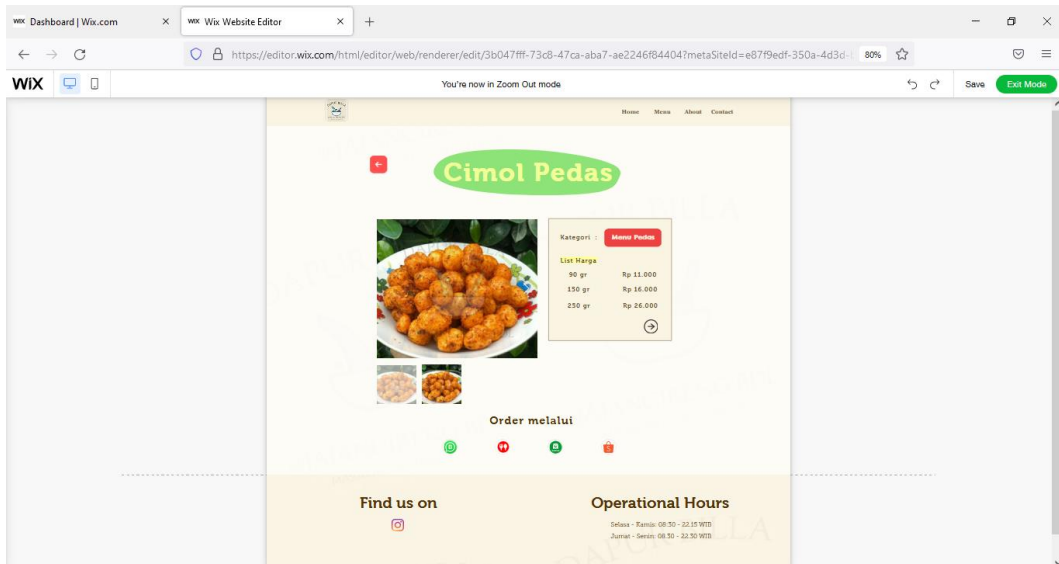 WiX Dashboard | Wix.com
WiX Wix Website Editor
https://editor.wix.com/html/editor/web/renderer/edit/3b047fff-73c8-47ca-aba7-ae2246f84404?metaSiteId=e87f9edf-350a-4d3d-
80%
WiX
You're now in Zoom Out mode
Save
Exit Mode
Home Menu About Contact
Cimol Pedas
Kategori : Menu Pedas
List Harga
90 gr Rp 11.000
150 gr Rp 16.000
250 gr Rp 26.000
Order melalui
Find us on
Operational Hours
Selasa - Kamis: 08.30 - 22.15 WIB
Jumat - Senin: 08.30 - 22.30 WIB
DAPUR BILLA